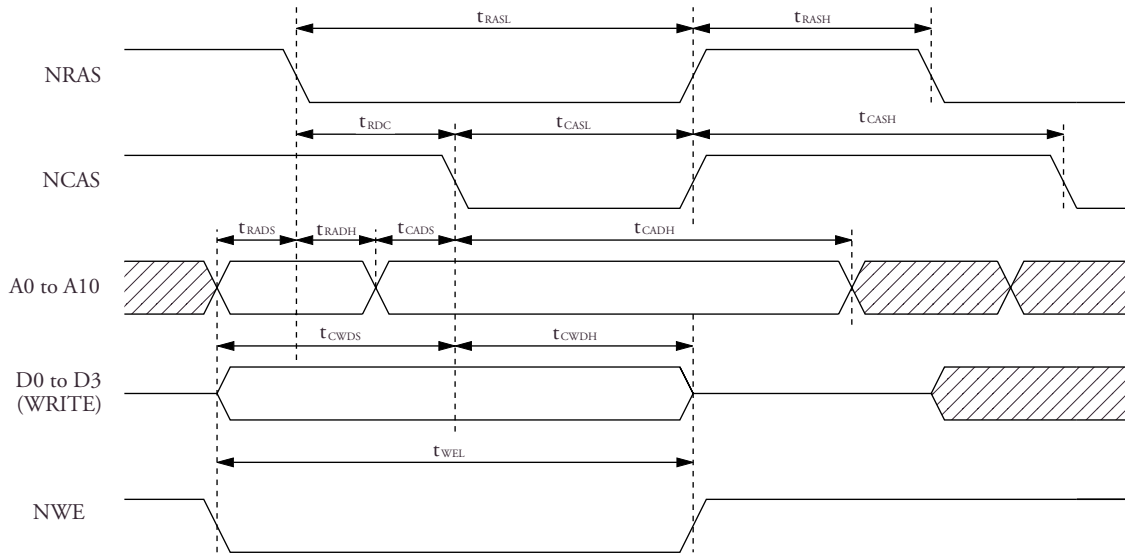 tRASL tRASH
NRAS
tRDC tCASL tCASH
NCAS
tRADS tRADH tCADS tCADH
A0 to A10
tCWDS tCWDH
D0 to D3
(WRITE)
tWEL
NWE